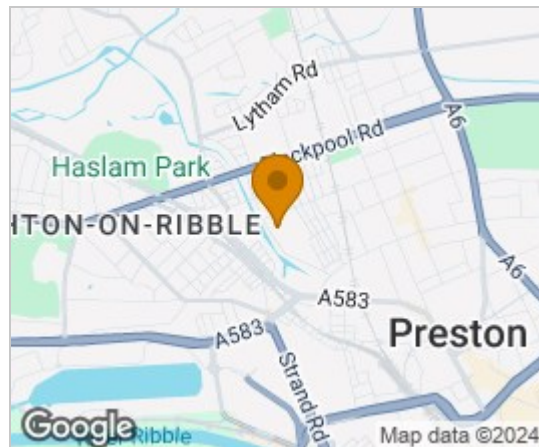 Lytham Rd
A6
ckpool Rd
Haslam Park
HTON-ON-RIBBLE
A6
A583
A583
Preston
Strand Rd
Google
Ribble
Map data ©2024